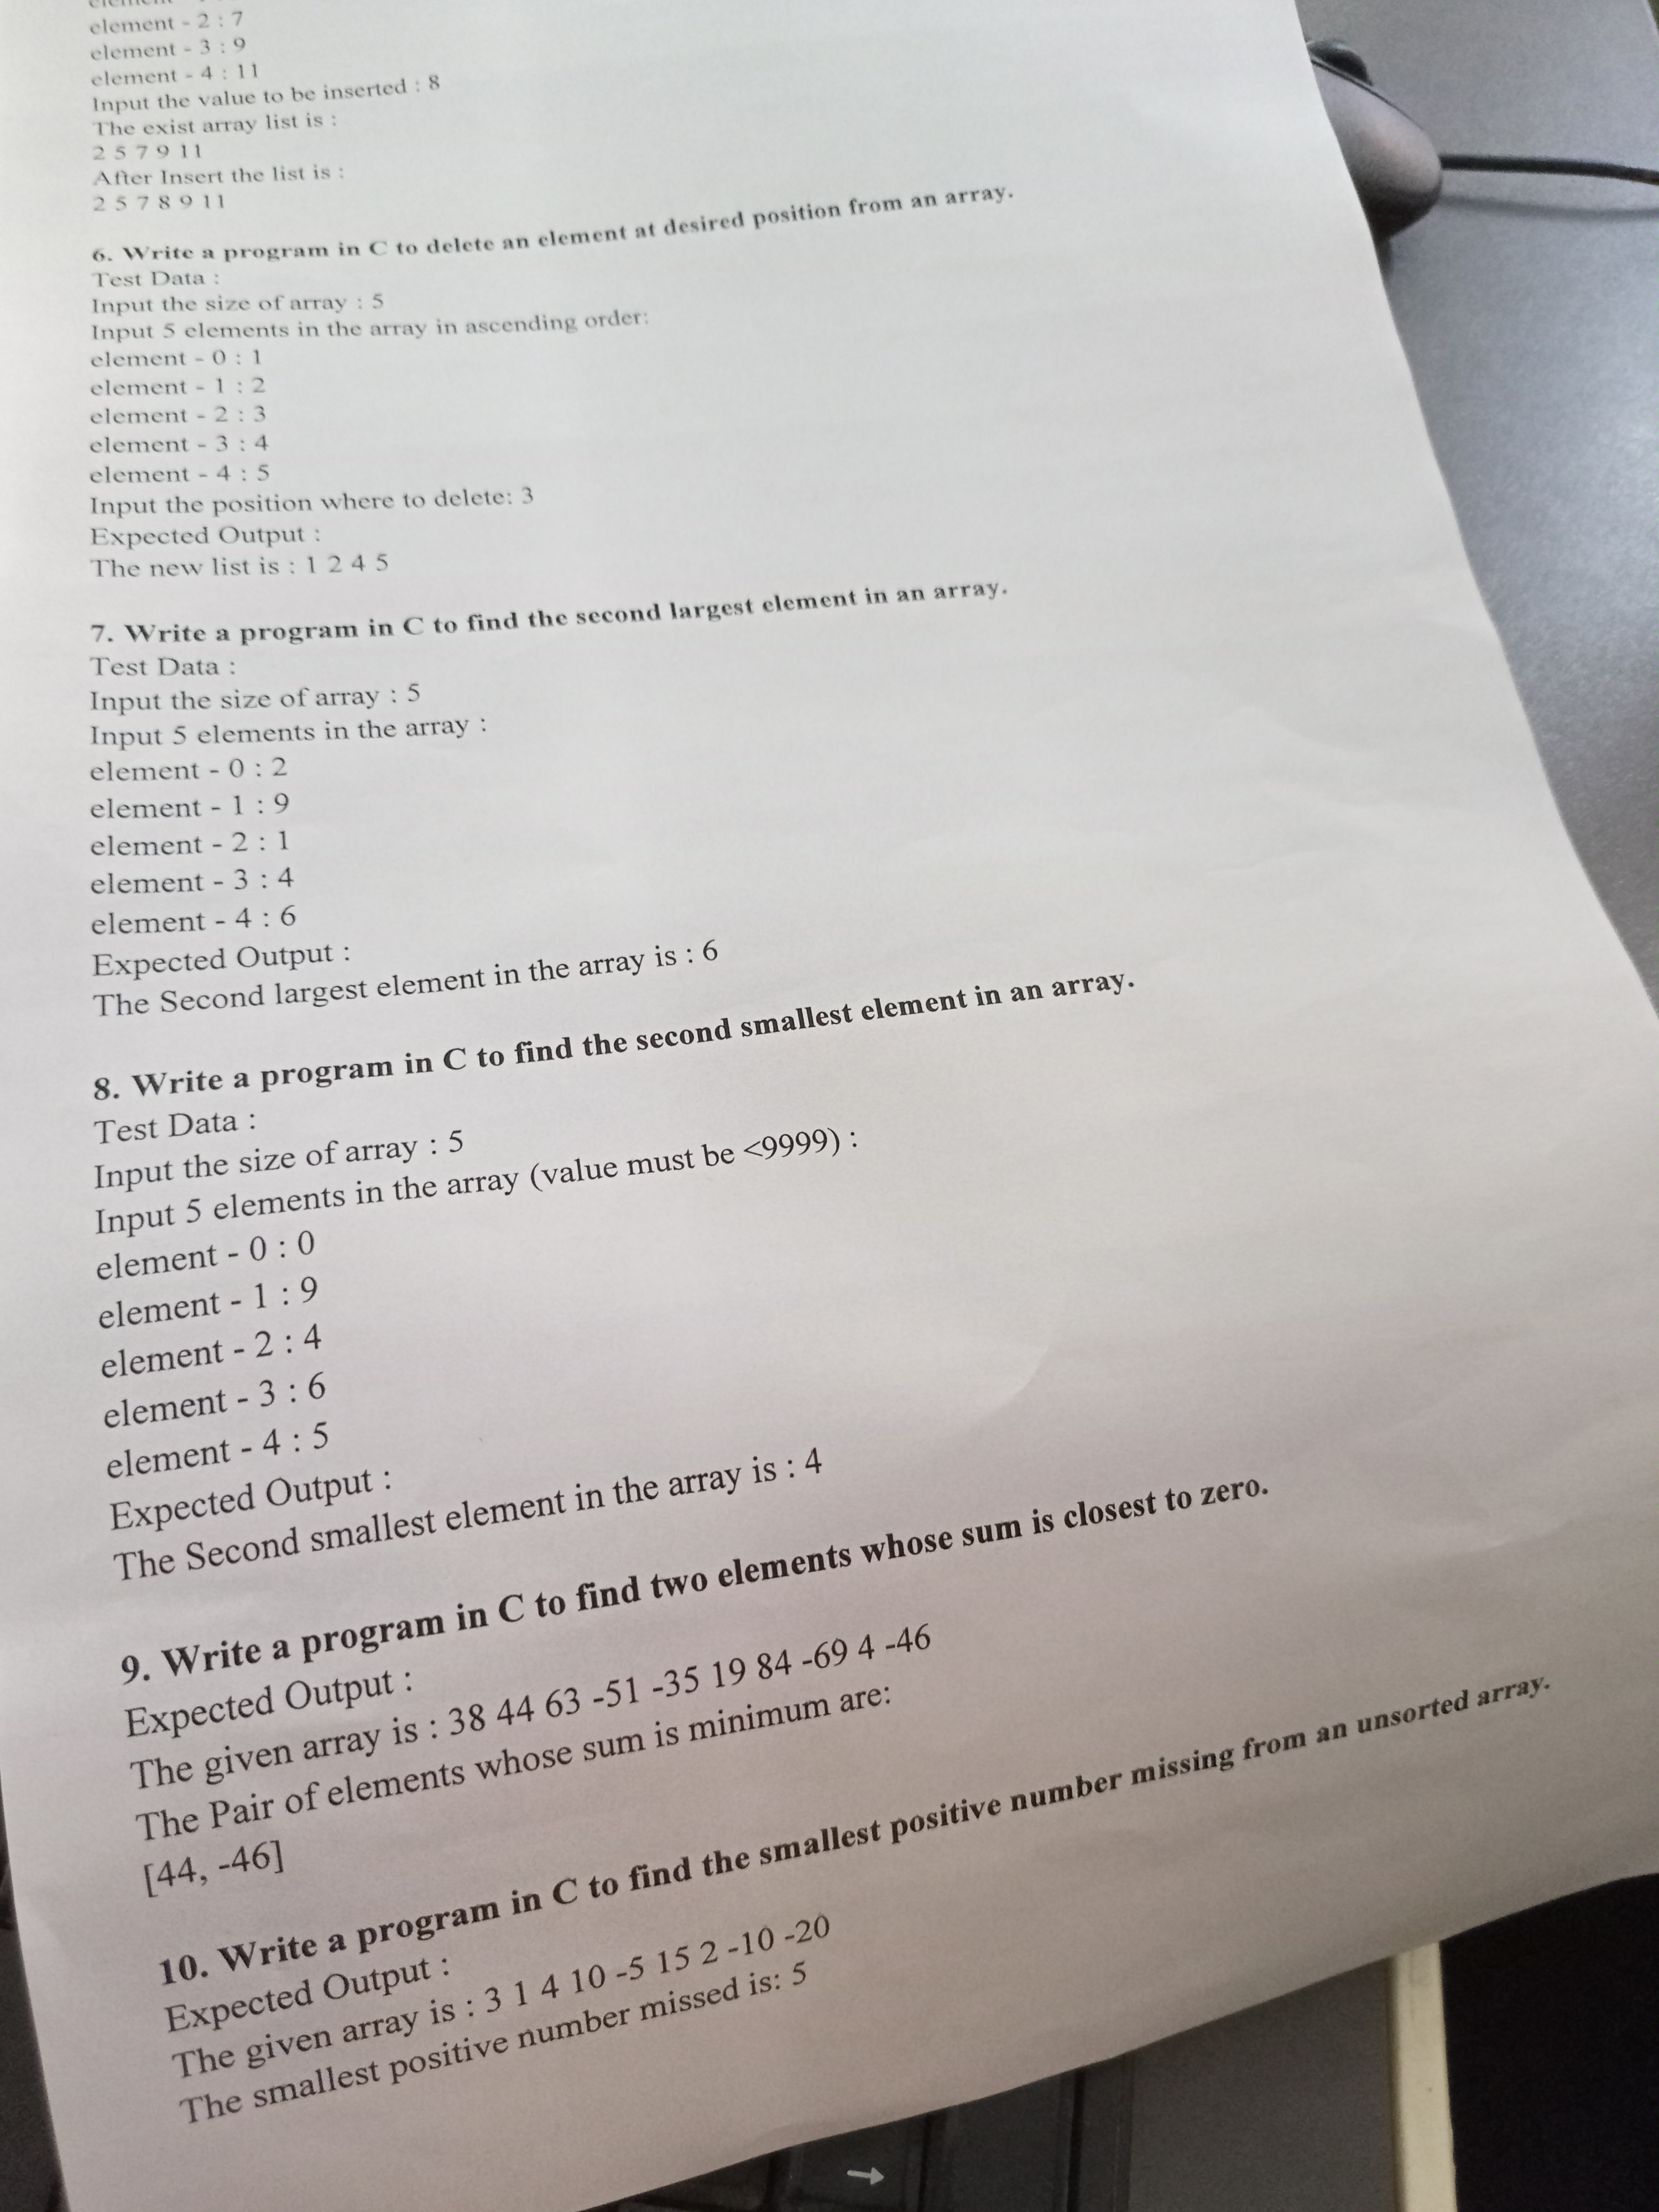 element - 2 : 7
element - 3 : 9
element - 4 : 11
Input the value to be inserted : 8
The exist array list is :
2 5 7 9 11
After Insert the list is :
2 5 7 8 9 11
6. Write a program in C to delete an element at desired position from an array.
Test Data :
Input the size of array : 5
Input 5 elements in the array in ascending order:
element - 0 : 1
element - 1 : 2
element - 2 : 3
element - 3 : 4
element - 4 : 5
Input the position where to delete: 3
Expected Output :
The new list is : 1 2 4 5
7. Write a program in C to find the second largest element in an array.
Test Data :
Input the size of array : 5
Input 5 elements in the array :
element - 0 : 2
element - 1 : 9
element - 2 : 1
element - 3 : 4
element - 4 : 6
Expected Output :
The Second largest element in the array is : 6
8. Write a program in C to find the second smallest element in an array.
Test Data :
Input the size of array : 5
Input 5 elements in the array (value must be <9999) :
element - 0 : 0
element - 1 : 9
element - 2 : 4
element - 3 : 6
element - 4 : 5
Expected Output :
The Second smallest element in the array is : 4
9. Write a program in C to find two elements whose sum is closest to zero.
Expected Output :
The given array is : 38 44 63 -51 -35 19 84 -69 4 -46
The Pair of elements whose sum is minimum are:
[44, -46]
10. Write a program in C to find the smallest positive number missing from an unsorted array.
Expected Output :
The given array is : 3 1 4 10 -5 15 2 -10 -20
The smallest positive number missed is: 5